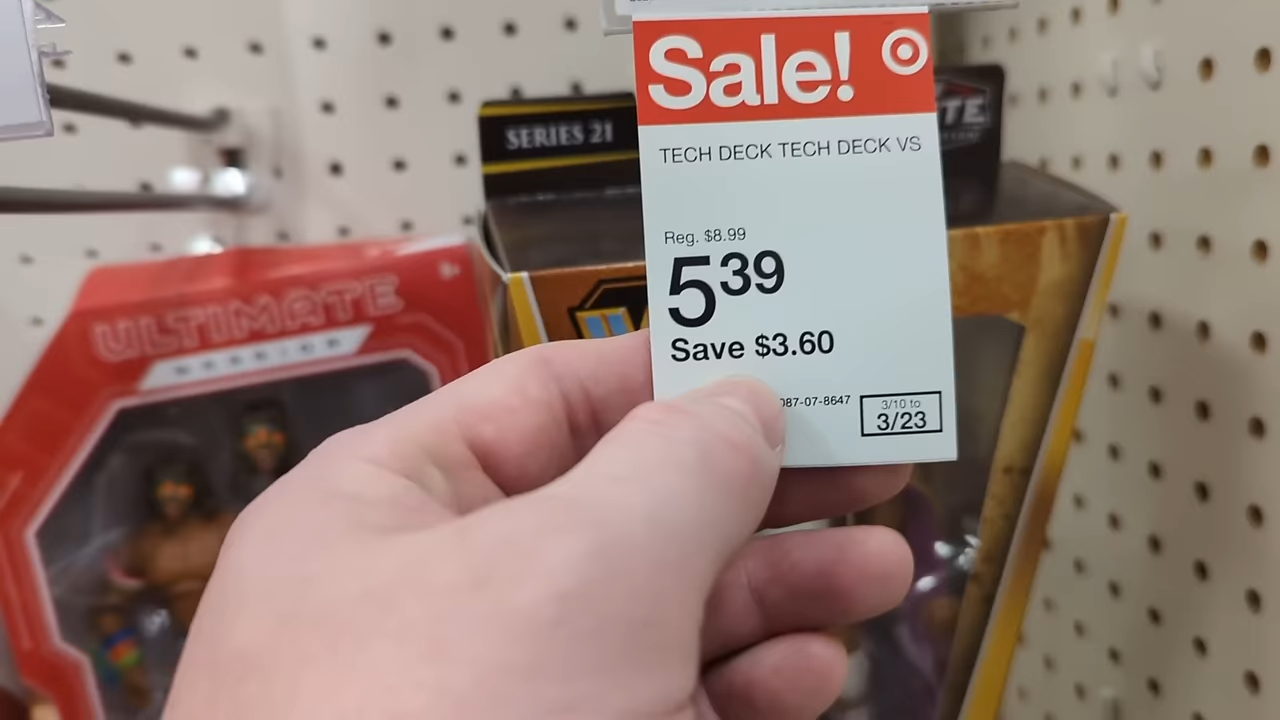 Sale!
TECH DECK TECH DECK VS
Reg. $8.99
5 39
Save $3.60
087-07-8647
3/10 to
3/23
SERIES 21
ULTIMATE
WARRIOR